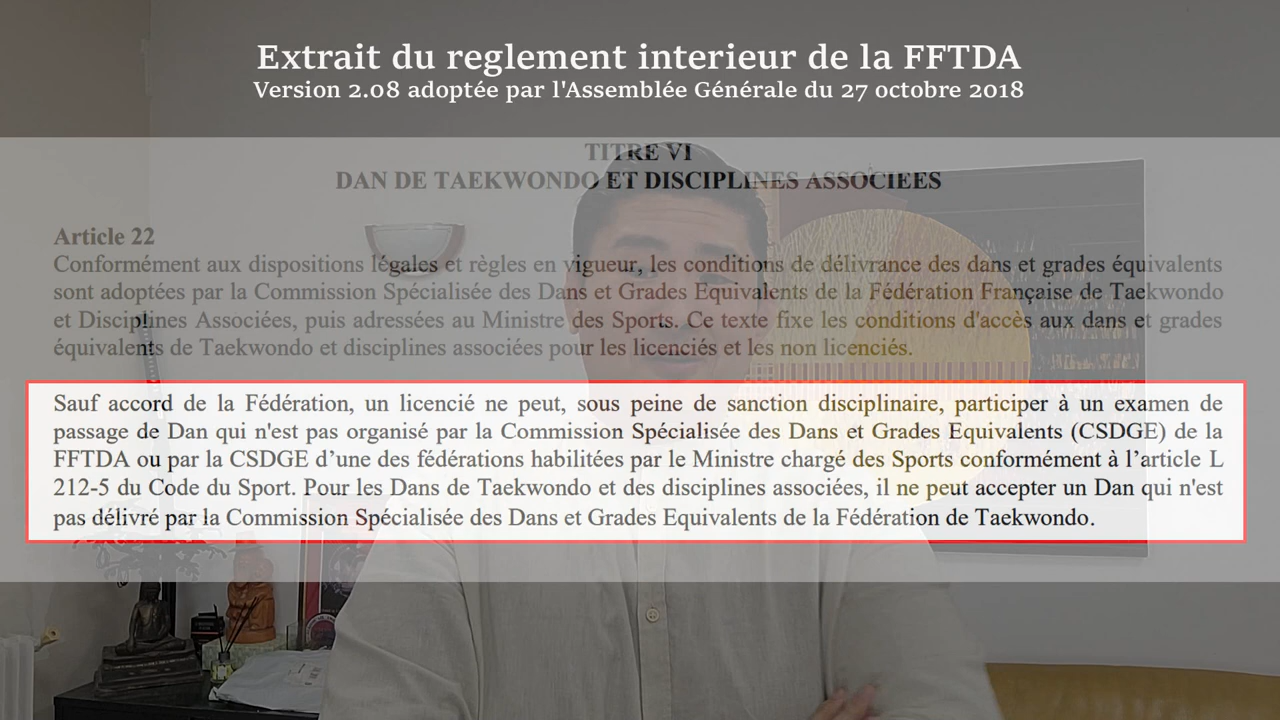 Extrait du reglement interieur de la FFTDA
Version 2.08 adoptée par l'Assemblée Générale du 27 octobre 2018
TITRE VI
DAN DE TAEKWONDO ET DISCIPLINES ASSOCIEES
Article 22
Conformément aux dispositions légales et règles en vigueur, les conditions de délivrance des dans et grades équivalents
sont adoptées par la Commission Spécialisée des Dans et Grades Equivalents de la Fédération Française de Taekwondo
et Disciplines Associées, puis adressées au Ministre des Sports. Ce texte fixe les conditions d'accès aux dans et grades
équivalents de Taekwondo et disciplines associées pour les licenciés et les non licenciés.
Sauf accord de la Fédération, un licencié ne peut, sous peine de sanction disciplinaire, participer à un examen de
passage de Dan qui n'est pas organisé par la Commission Spécialisée des Dans et Grades Equivalents (CSDGE) de la
FFTDA ou par la CSDGE d’une des fédérations habilitées par le Ministre chargé des Sports conformément à l’article L
212-5 du Code du Sport. Pour les Dans de Taekwondo et des disciplines associées, il ne peut accepter un Dan qui n'est
pas délivré par la Commission Spécialisée des Dans et Grades Equivalents de la Fédération de Taekwondo.